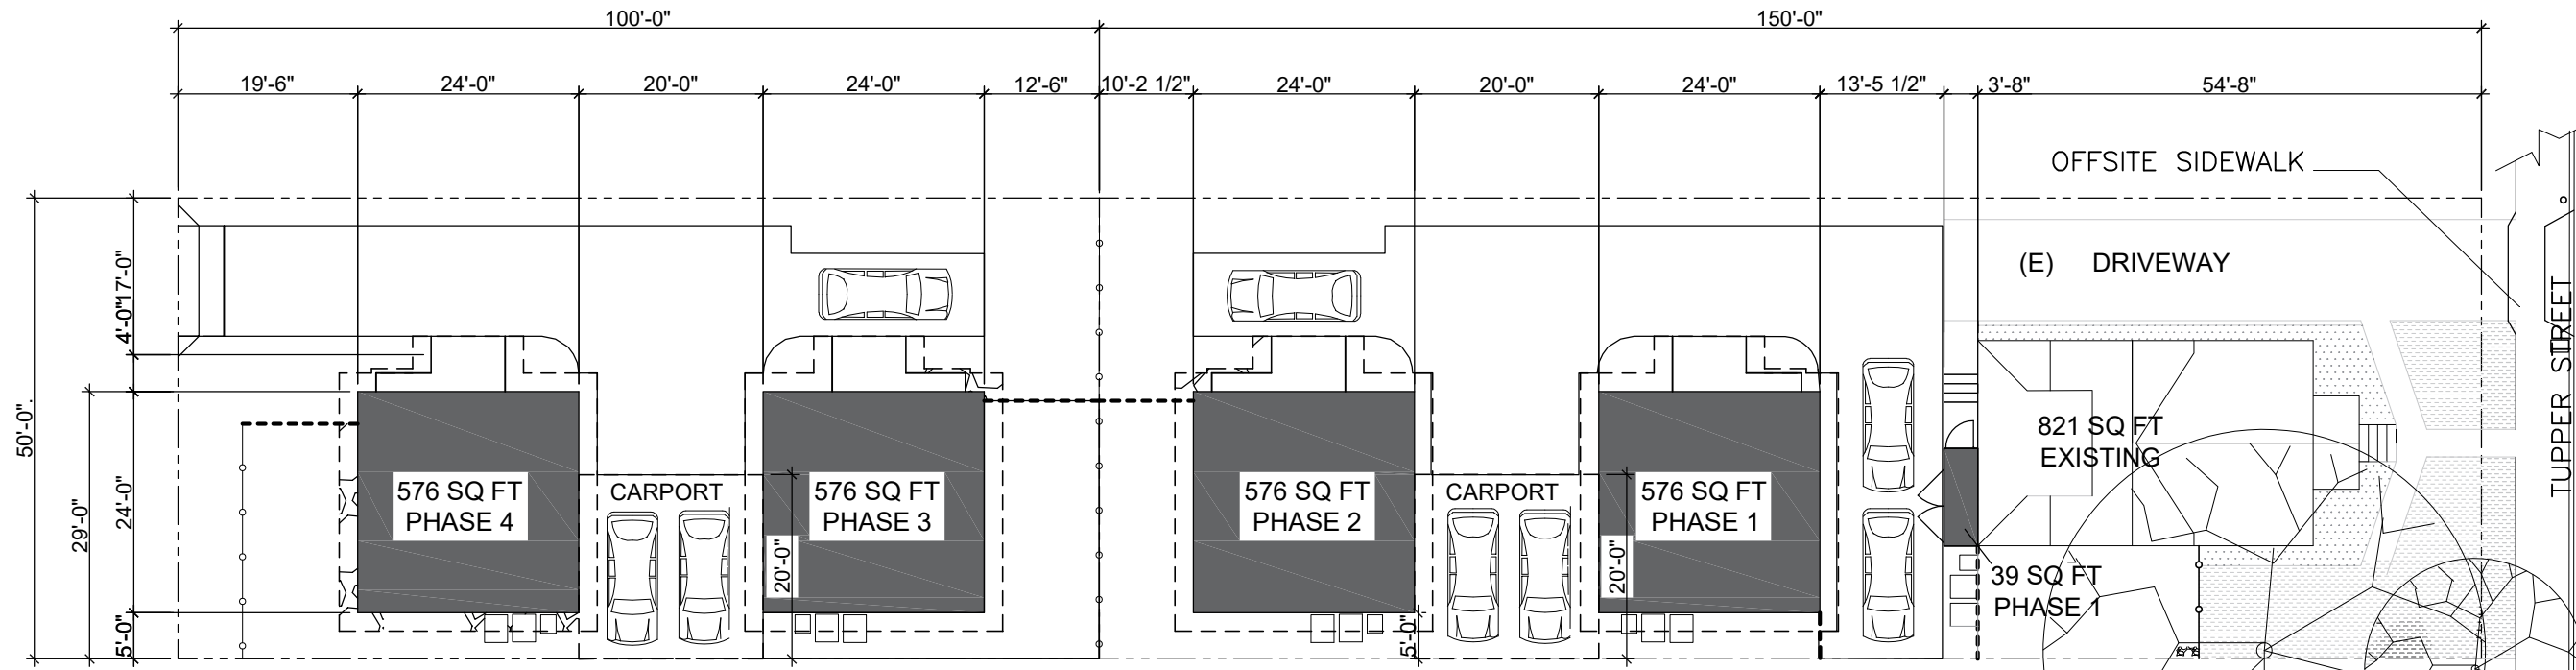 100'-0"
150'-0"
19'-6"
24'-0"
20'-0"
24'-0"
12'-6"
10'-2 1/2"
24'-0"
20'-0"
24'-0"
13'-5 1/2"
3'-8"
54'-8"
OFFSITE SIDEWALK
(E) DRIVEWAY
TUPPER STREET
50'-0".
17'-0"
4'-0"
29'-0"
24'-0"
5'-0"
576 SQ FT
PHASE 4
CARPORT
20'-0"
576 SQ FT
PHASE 3
576 SQ FT
PHASE 2
5'-0"
CARPORT
20'-0"
576 SQ FT
PHASE 1
821 SQ FT
EXISTING
39 SQ FT
PHASE 1